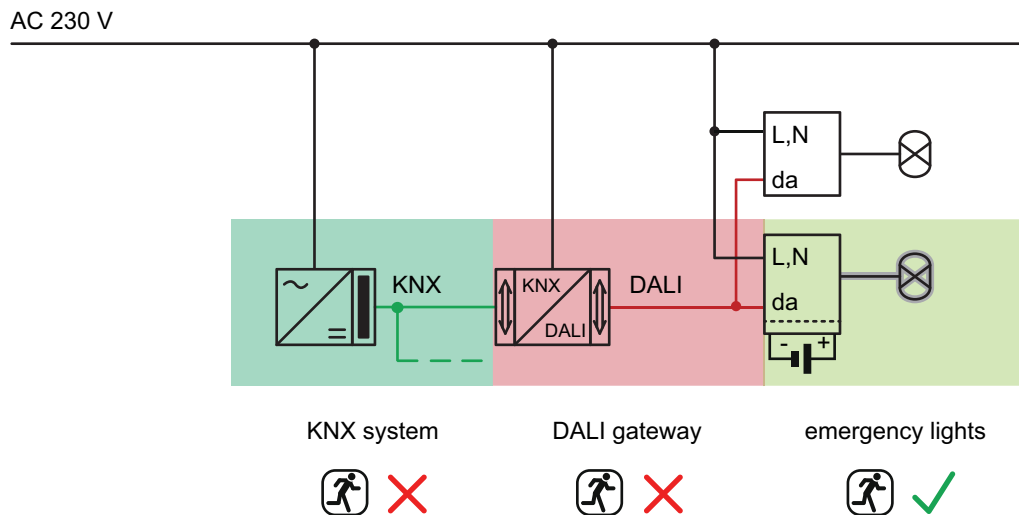 AC 230 V
L,N
da
L,N
da
KNX
KNX
DALI
DALI
- +
KNX system
DALI gateway
emergency lights